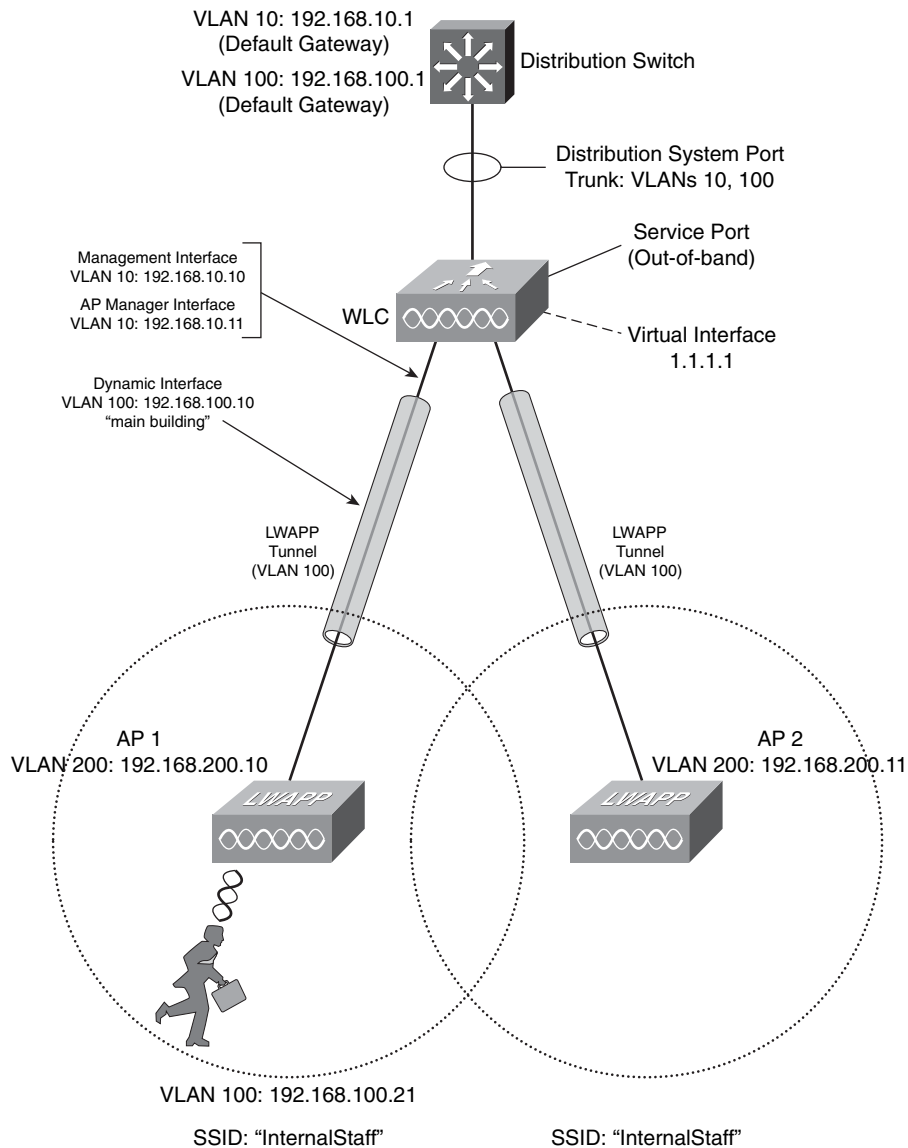 VLAN 10: 192.168.10.1
(Default Gateway)
VLAN 100: 192.168.100.1
(Default Gateway)
Distribution Switch
Distribution System Port
Trunk: VLANs 10, 100
Service Port
(Out-of-band)
Management Interface
VLAN 10: 192.168.10.10
AP Manager Interface
VLAN 10: 192.168.10.11
WLC
Virtual Interface
1.1.1.1
Dynamic Interface
VLAN 100: 192.168.100.10
“main building”
LWAPP
Tunnel
(VLAN 100)
LWAPP
Tunnel
(VLAN 100)
AP 1
VLAN 200: 192.168.200.10
LWAPP
AP 2
VLAN 200: 192.168.200.11
LWAPP
VLAN 100: 192.168.100.21
SSID: “InternalStaff”
SSID: “InternalStaff”